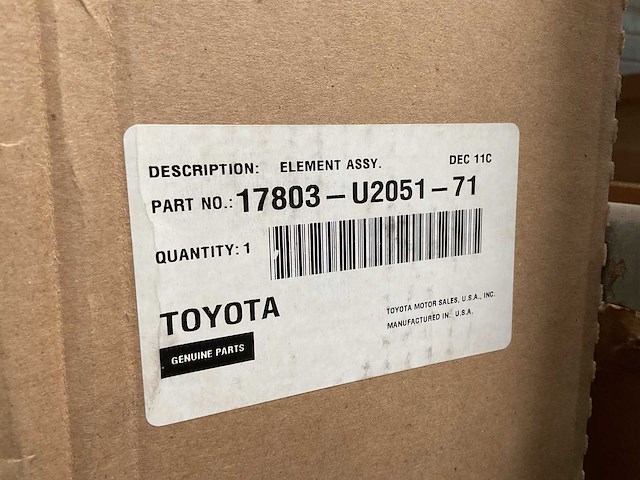 DESCRIPTION: ELEMENT ASSY. DEC 11C
PART NO.: 17803-U2051-71
QUANTITY: 1
TOYOTA
GENUINE PARTS
TOYOTA MOTOR SALES, U.S.A., INC.
MANUFACTURED IN: U.S.A.